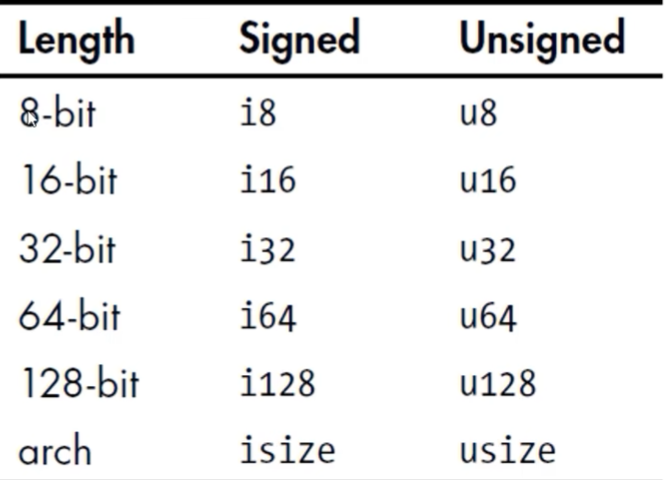 Length Signed Unsigned
8-bit i8 u8
16-bit i16 u16
32-bit i32 u32
64-bit i64 u64
128-bit i128 u128
arch isize usize